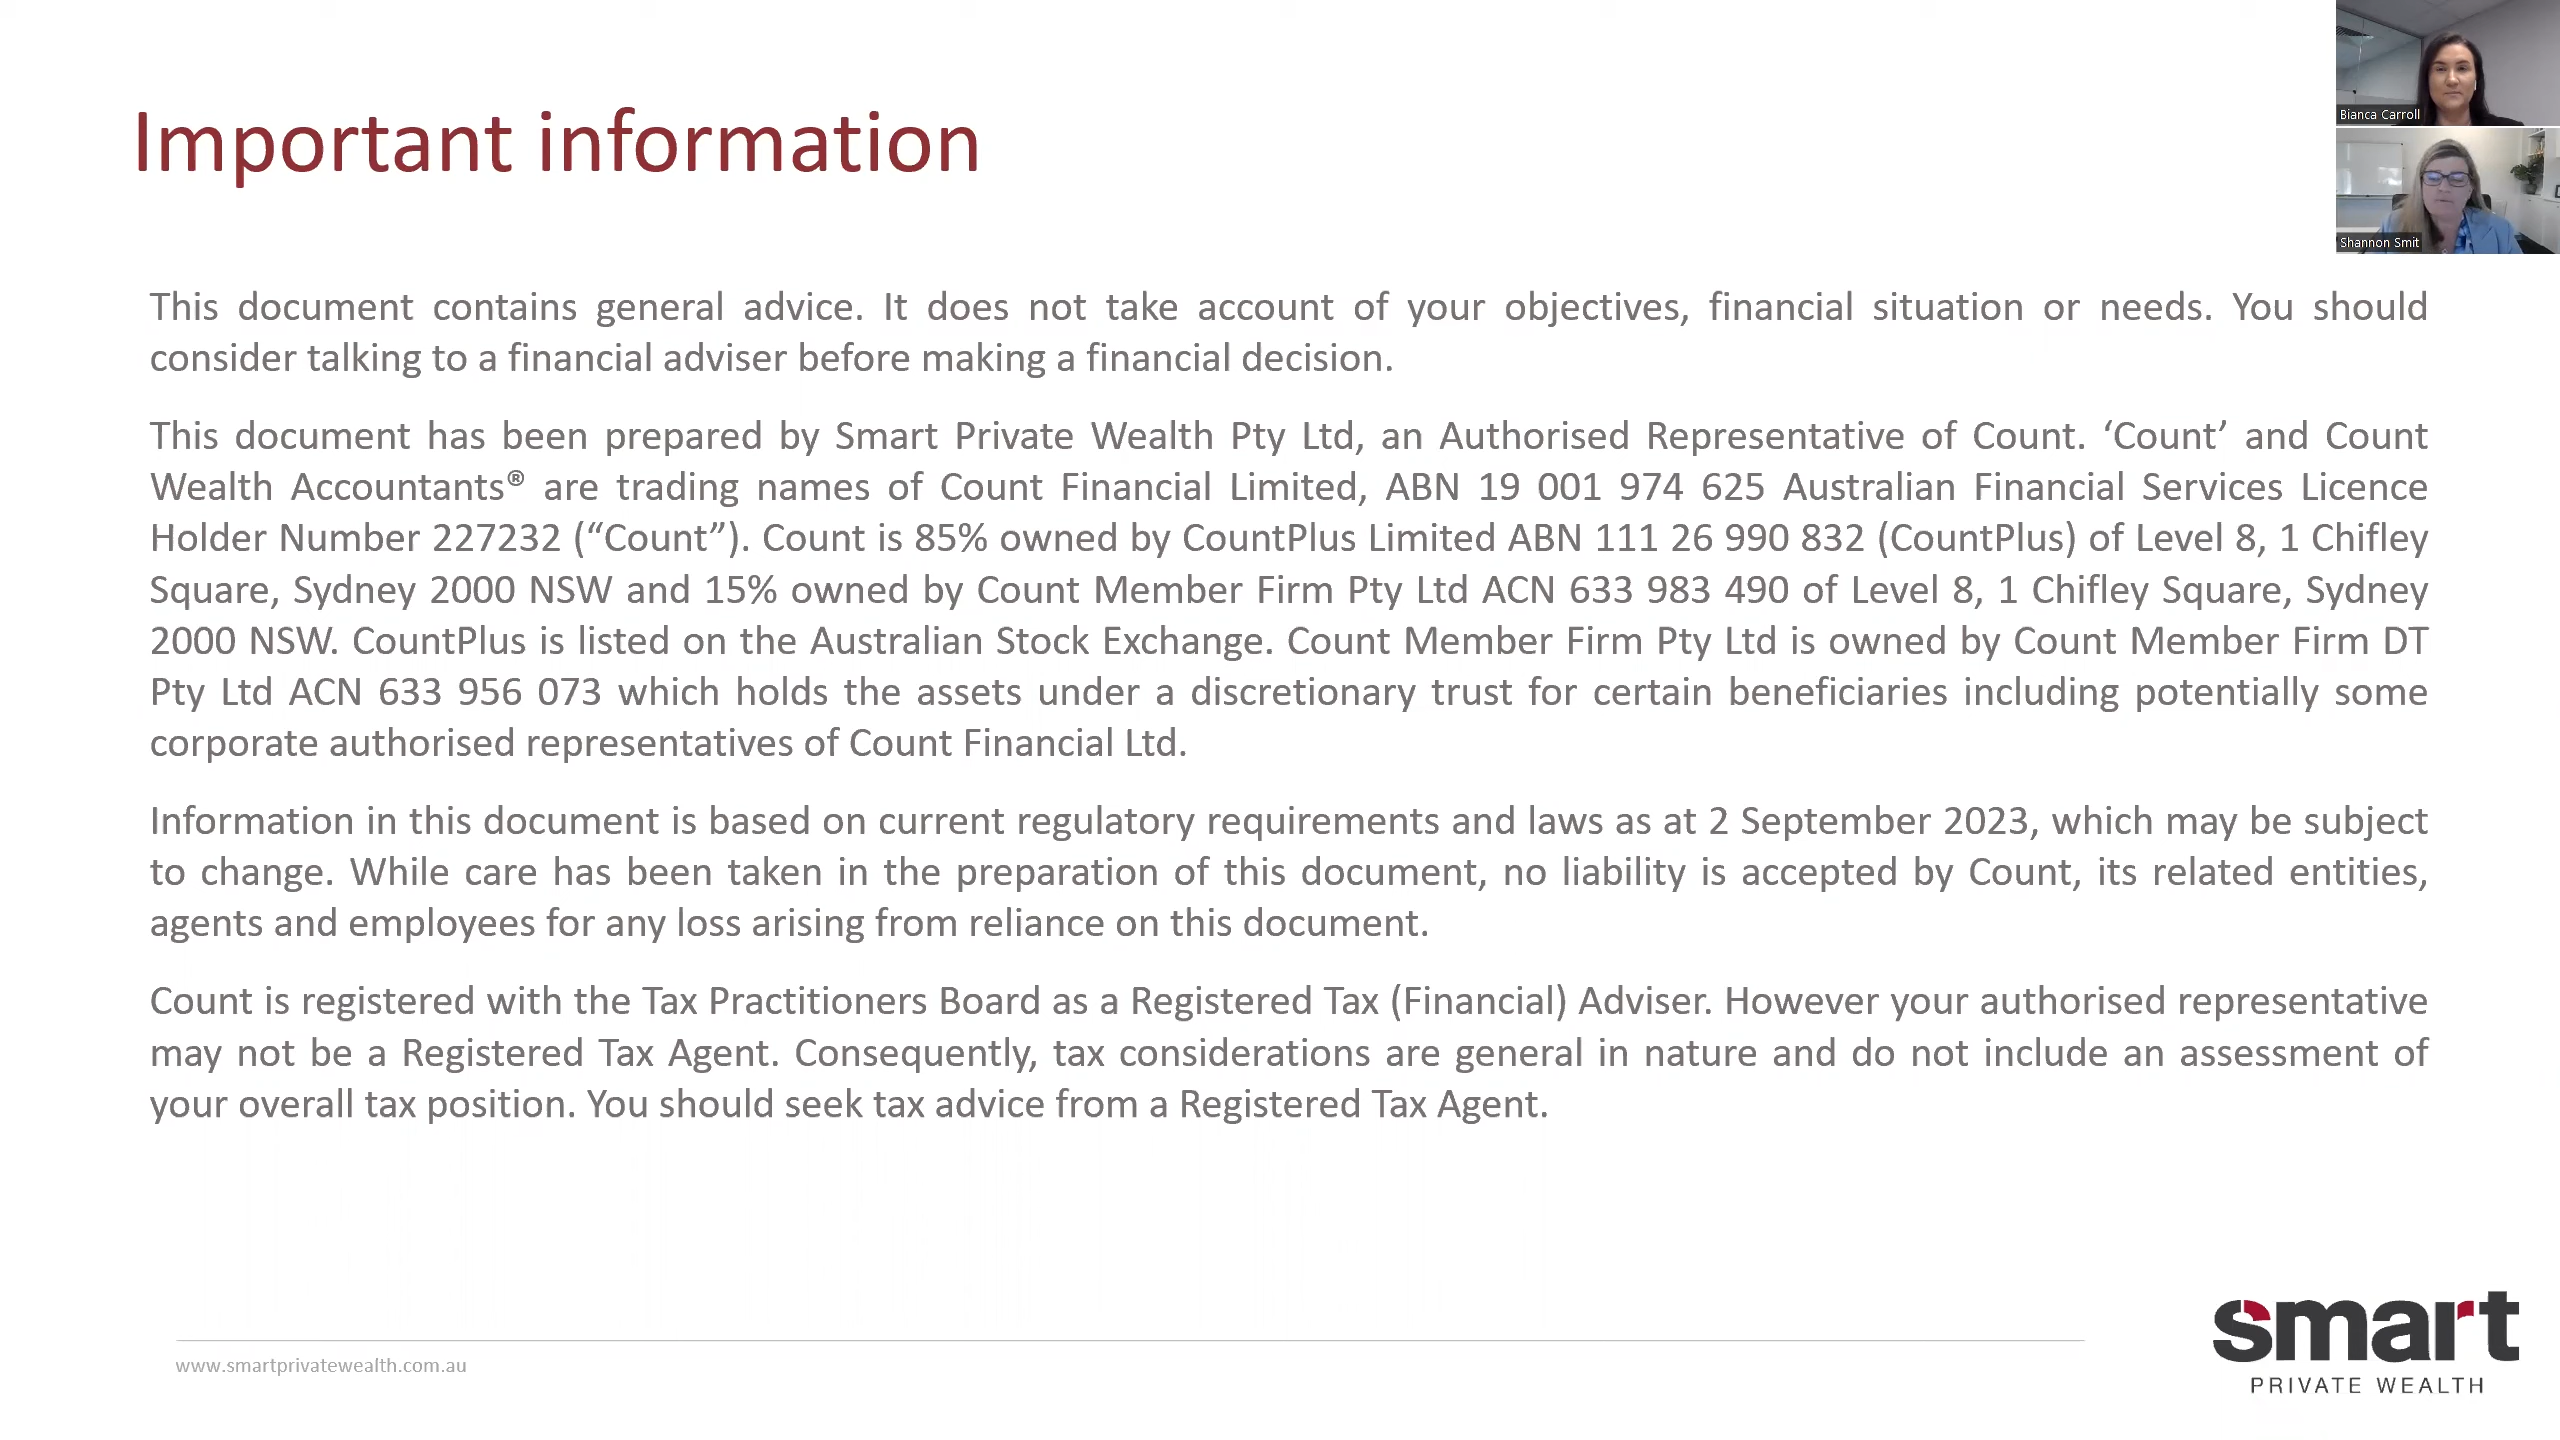 Important information
Bianca Carroll
Shannon Smit
This document contains general advice. It does not take account of your objectives, financial situation or needs. You should
consider talking to a financial adviser before making a financial decision.
This document has been prepared by Smart Private Wealth Pty Ltd, an Authorised Representative of Count. ‘Count’ and Count
Wealth Accountants® are trading names of Count Financial Limited, ABN 19 001 974 625 Australian Financial Services Licence
Holder Number 227232 (“Count”). Count is 85% owned by CountPlus Limited ABN 111 26 990 832 (CountPlus) of Level 8, 1 Chifley
Square, Sydney 2000 NSW and 15% owned by Count Member Firm Pty Ltd ACN 633 983 490 of Level 8, 1 Chifley Square, Sydney
2000 NSW. CountPlus is listed on the Australian Stock Exchange. Count Member Firm Pty Ltd is owned by Count Member Firm DT
Pty Ltd ACN 633 956 073 which holds the assets under a discretionary trust for certain beneficiaries including potentially some
corporate authorised representatives of Count Financial Ltd.
Information in this document is based on current regulatory requirements and laws as at 2 September 2023, which may be subject
to change. While care has been taken in the preparation of this document, no liability is accepted by Count, its related entities,
agents and employees for any loss arising from reliance on this document.
Count is registered with the Tax Practitioners Board as a Registered Tax (Financial) Adviser. However your authorised representative
may not be a Registered Tax Agent. Consequently, tax considerations are general in nature and do not include an assessment of
your overall tax position. You should seek tax advice from a Registered Tax Agent.
www.smartprivatewealth.com.au
smart
PRIVATE WEALTH